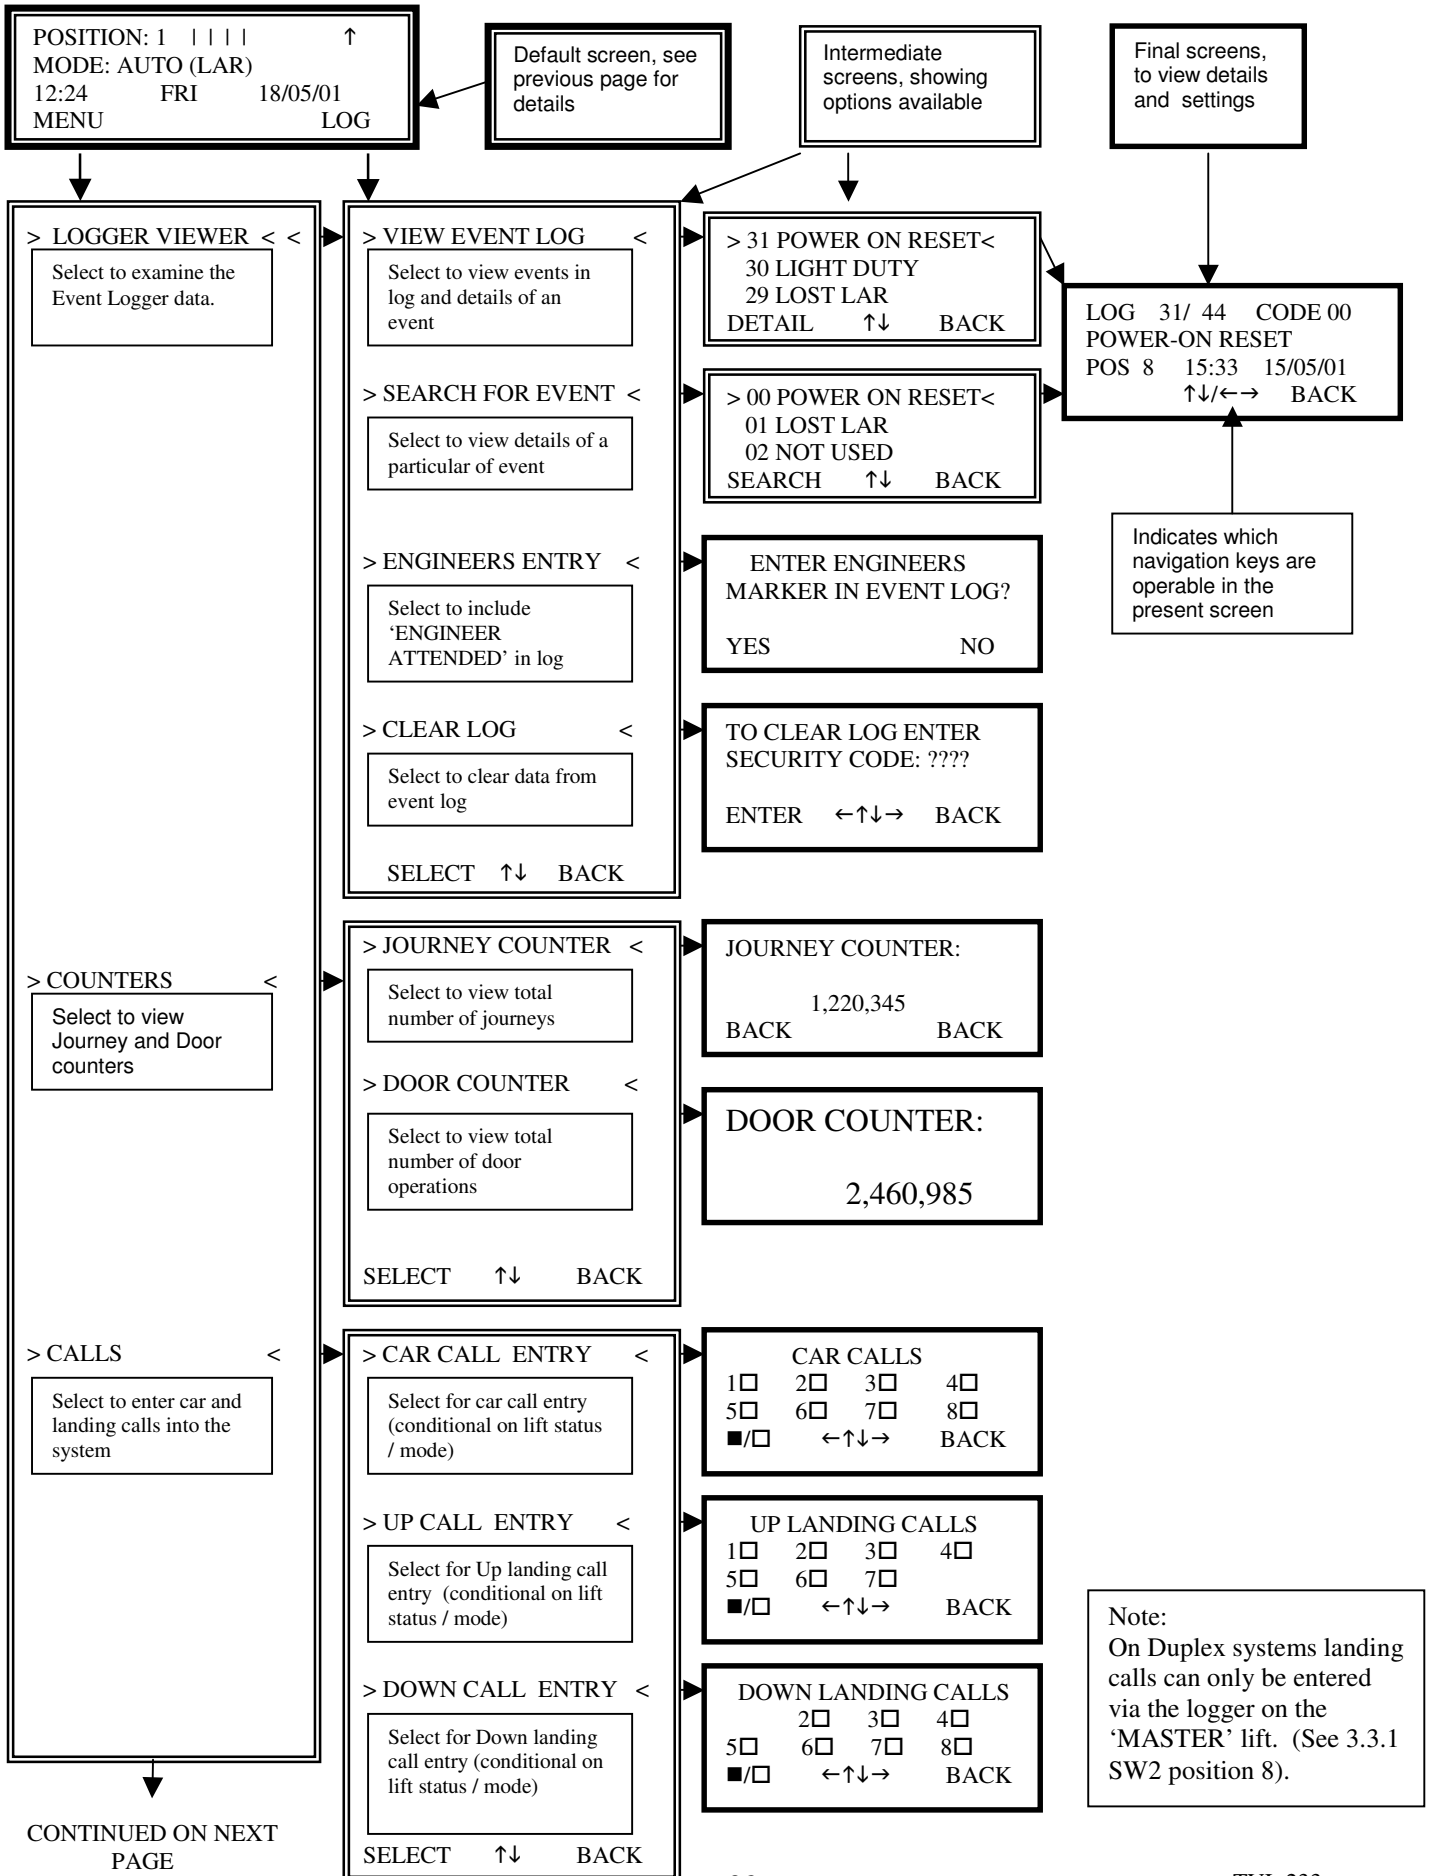 POSITION: 1 | | | | ↑
MODE: AUTO (LAR)
12:24 FRI 18/05/01
MENU LOG
Default screen, see
previous page for
details
Intermediate
screens, showing
options available
Final screens,
to view details
and settings
> LOGGER VIEWER < <
Select to examine the
Event Logger data.
> VIEW EVENT LOG <
Select to view events in
log and details of an
event
> 31 POWER ON RESET<
30 LIGHT DUTY
29 LOST LAR
DETAIL ↑↓ BACK
LOG 31/ 44 CODE 00
POWER-ON RESET
POS 8 15:33 15/05/01
↑↓/←→ BACK
> SEARCH FOR EVENT <
Select to view details of a
particular of event
> 00 POWER ON RESET<
01 LOST LAR
02 NOT USED
SEARCH ↑↓ BACK
Indicates which
navigation keys are
operable in the
present screen
> ENGINEERS ENTRY <
Select to include
‘ENGINEER
ATTENDED’ in log
ENTER ENGINEERS
MARKER IN EVENT LOG?
YES NO
> CLEAR LOG <
Select to clear data from
event log
SELECT ↑↓ BACK
TO CLEAR LOG ENTER
SECURITY CODE: ????
ENTER ←↑↓→ BACK
> COUNTERS <
Select to view
Journey and Door
counters
> JOURNEY COUNTER <
Select to view total
number of journeys
JOURNEY COUNTER:
1,220,345
BACK BACK
> DOOR COUNTER <
Select to view total
number of door
operations
SELECT ↑↓ BACK
DOOR COUNTER:
2,460,985
> CALLS <
Select to enter car and
landing calls into the
system
> CAR CALL ENTRY <
Select for car call entry
(conditional on lift status
/ mode)
CAR CALLS
1□ 2□ 3□ 4□
5□ 6□ 7□ 8□
■/□ ←↑↓→ BACK
> UP CALL ENTRY <
Select for Up landing call
entry (conditional on lift
status / mode)
UP LANDING CALLS
1□ 2□ 3□ 4□
5□ 6□ 7□
■/□ ←↑↓→ BACK
> DOWN CALL ENTRY <
Select for Down landing
call entry (conditional on
lift status / mode)
SELECT ↑↓ BACK
DOWN LANDING CALLS
2□ 3□ 4□
5□ 6□ 7□ 8□
■/□ ←↑↓→ BACK
Note:
On Duplex systems landing
calls can only be entered
via the logger on the
‘MASTER’ lift. (See 3.3.1
SW2 position 8).
CONTINUED ON NEXT
PAGE